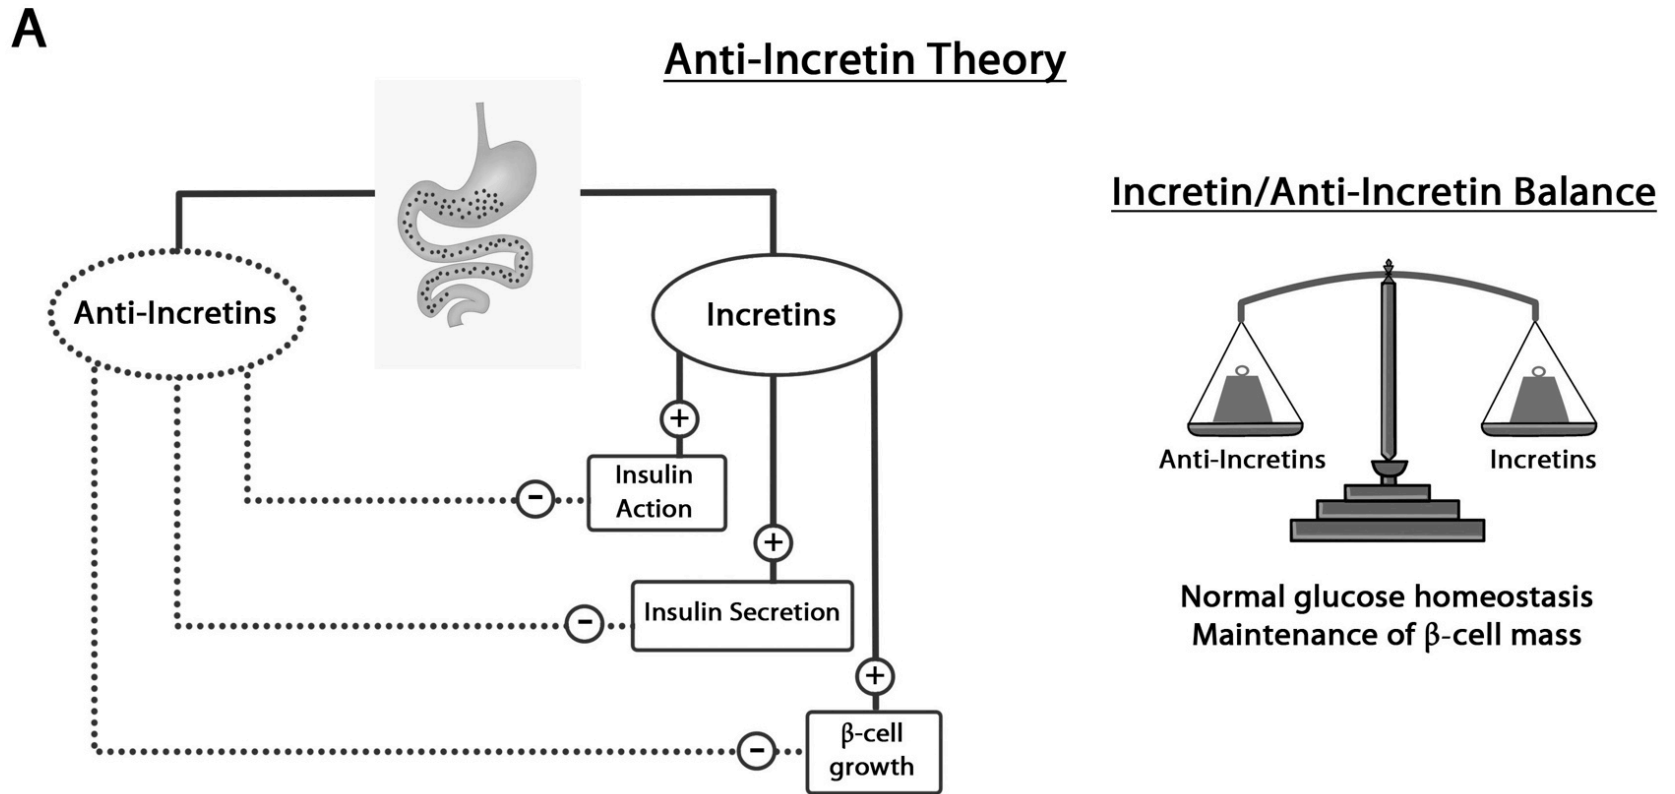 A
Anti-Incretin Theory
Incretin/Anti-Incretin Balance
Anti-Incretins
Incretins
+
Insulin
Action
−
+
Insulin Secretion
−
+
β-cell
growth
−
Anti-Incretins
Incretins
Normal glucose homeostasis
Maintenance of β-cell mass